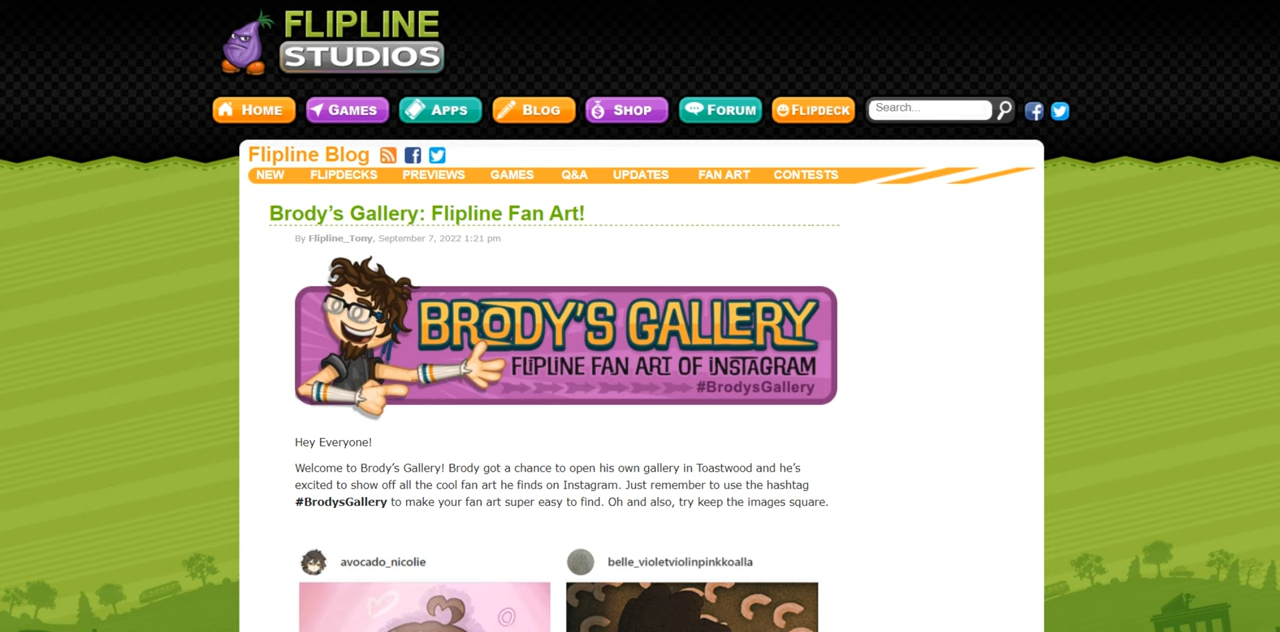 FLIPLINE
STUDIOS
HOME GAMES APPS BLOG SHOP FORUM FLIPDECK Search...
Flipline Blog
NEW FLIPDECKS PREVIEWS GAMES Q&A UPDATES FAN ART CONTESTS
Brody’s Gallery: Flipline Fan Art!
By Flipline_Tony, September 7, 2022 1:21 pm
BRODY'S GALLERY
FLIPLINE FAN ART OF INSTAGRAM
#BrodysGallery
Hey Everyone!
Welcome to Brody’s Gallery! Brody got a chance to open his own gallery in Toastwood and he’s
excited to show off all the cool fan art he finds on Instagram. Just remember to use the hashtag
#BrodysGallery to make your fan art super easy to find. Oh and also, try keep the images square.
avocado_nicolie belle_violetviolinpinkkoalla